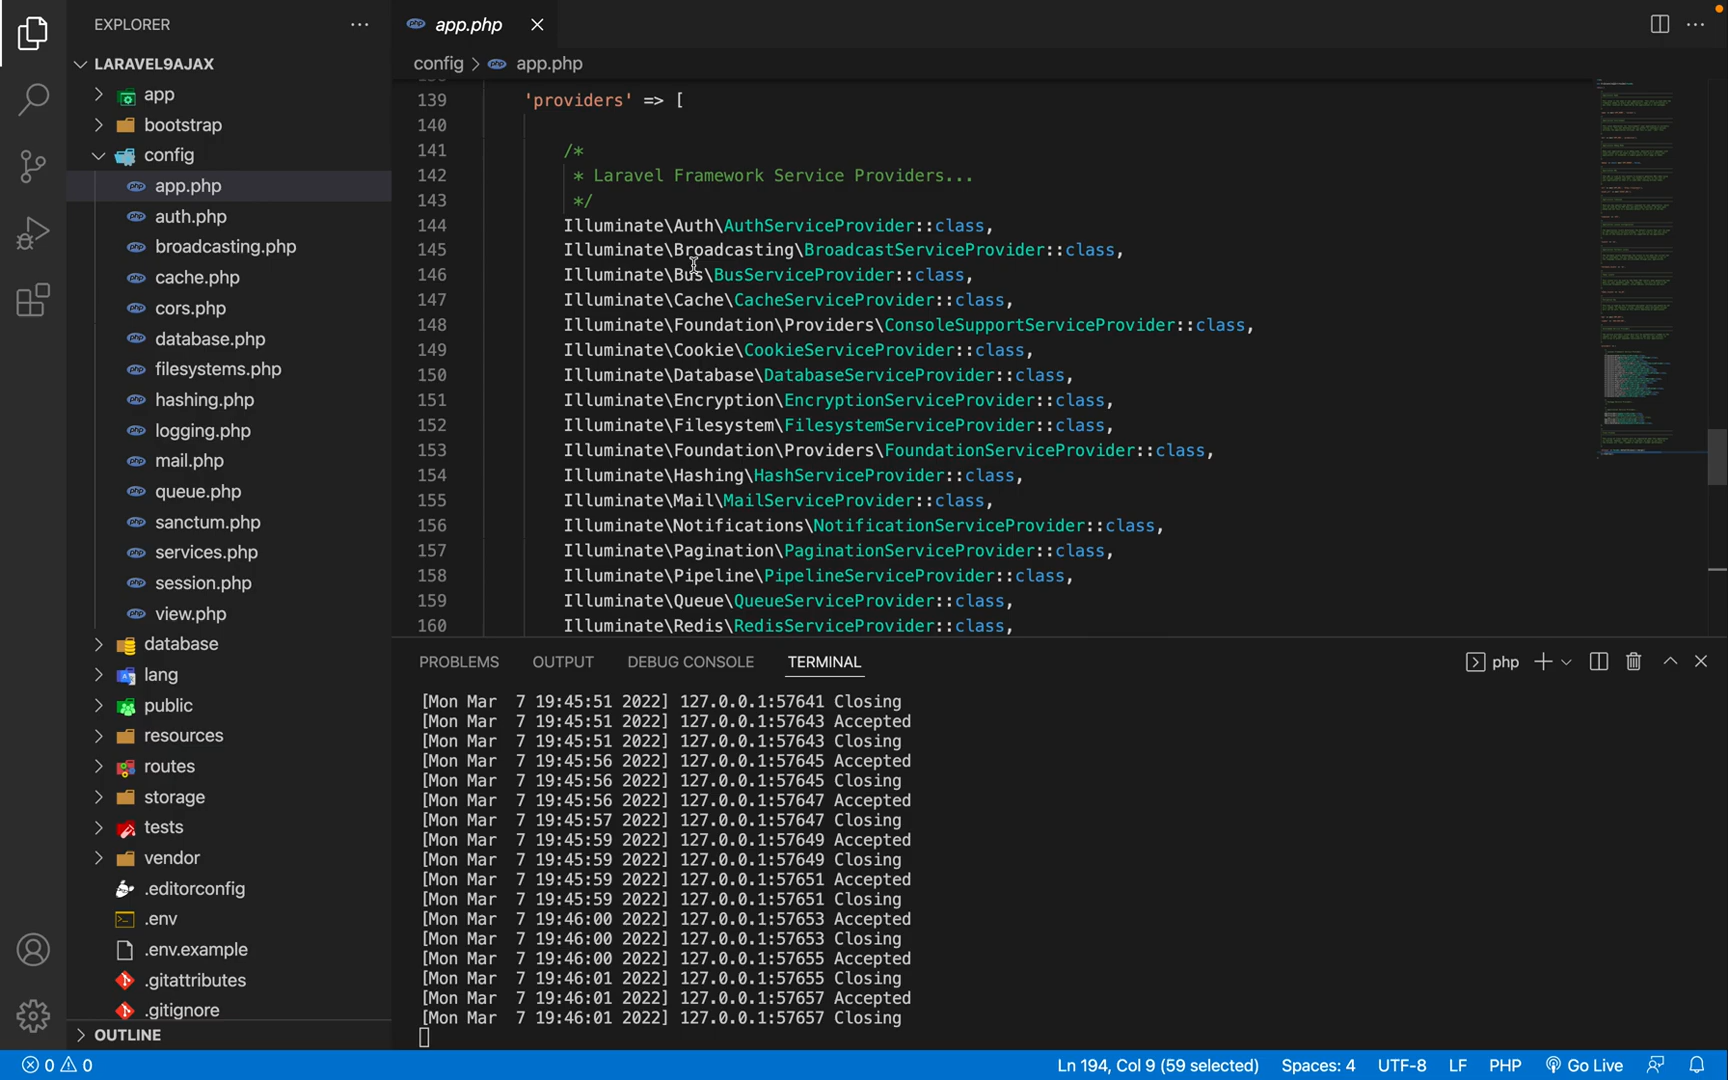 EXPLORER
LARAVEL9AJAX
app
bootstrap
config
app.php
auth.php
broadcasting.php
cache.php
cors.php
database.php
filesystems.php
hashing.php
logging.php
mail.php
queue.php
sanctum.php
services.php
session.php
view.php
database
lang
public
resources
routes
storage
tests
vendor
.editorconfig
.env
.env.example
.gitattributes
.gitignore
OUTLINE
app.php
config > app.php
139 'providers' => [
140
141 /*
142 * Laravel Framework Service Providers...
143 */
144 Illuminate\Auth\AuthServiceProvider::class,
145 Illuminate\Broadcasting\BroadcastServiceProvider::class,
146 Illuminate\Bus\BusServiceProvider::class,
147 Illuminate\Cache\CacheServiceProvider::class,
148 Illuminate\Foundation\Providers\ConsoleSupportServiceProvider::class,
149 Illuminate\Cookie\CookieServiceProvider::class,
150 Illuminate\Database\DatabaseServiceProvider::class,
151 Illuminate\Encryption\EncryptionServiceProvider::class,
152 Illuminate\Filesystem\FilesystemServiceProvider::class,
153 Illuminate\Foundation\Providers\FoundationServiceProvider::class,
154 Illuminate\Hashing\HashServiceProvider::class,
155 Illuminate\Mail\MailServiceProvider::class,
156 Illuminate\Notifications\NotificationServiceProvider::class,
157 Illuminate\Pagination\PaginationServiceProvider::class,
158 Illuminate\Pipeline\PipelineServiceProvider::class,
159 Illuminate\Queue\QueueServiceProvider::class,
160 Illuminate\Redis\RedisServiceProvider::class,
PROBLEMS OUTPUT DEBUG CONSOLE TERMINAL php
[Mon Mar  7 19:45:51 2022] 127.0.0.1:57641 Closing
[Mon Mar  7 19:45:51 2022] 127.0.0.1:57643 Accepted
[Mon Mar  7 19:45:51 2022] 127.0.0.1:57643 Closing
[Mon Mar  7 19:45:56 2022] 127.0.0.1:57645 Accepted
[Mon Mar  7 19:45:56 2022] 127.0.0.1:57645 Closing
[Mon Mar  7 19:45:56 2022] 127.0.0.1:57647 Accepted
[Mon Mar  7 19:45:57 2022] 127.0.0.1:57647 Closing
[Mon Mar  7 19:45:59 2022] 127.0.0.1:57649 Accepted
[Mon Mar  7 19:45:59 2022] 127.0.0.1:57649 Closing
[Mon Mar  7 19:45:59 2022] 127.0.0.1:57651 Accepted
[Mon Mar  7 19:45:59 2022] 127.0.0.1:57651 Closing
[Mon Mar  7 19:46:00 2022] 127.0.0.1:57653 Accepted
[Mon Mar  7 19:46:00 2022] 127.0.0.1:57653 Closing
[Mon Mar  7 19:46:00 2022] 127.0.0.1:57655 Accepted
[Mon Mar  7 19:46:01 2022] 127.0.0.1:57655 Closing
[Mon Mar  7 19:46:01 2022] 127.0.0.1:57657 Accepted
[Mon Mar  7 19:46:01 2022] 127.0.0.1:57657 Closing
0 0 Ln 194, Col 9 (59 selected) Spaces: 4 UTF-8 LF PHP Go Live